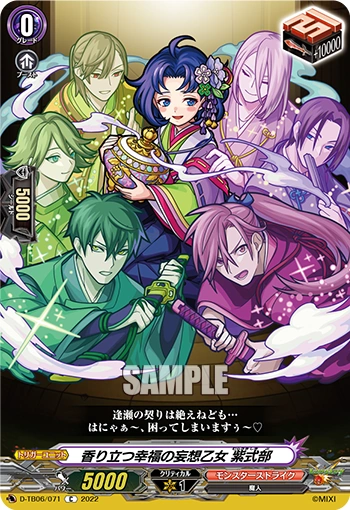 0
グレード
ブースト
+10000
5000
シールド
SAMPLE
逢瀬の契りは絶えねども…
はにゃぁ～、困ってしまいますぅ～♡
トリガーユニット
香り立つ幸福の妄想乙女 紫式部
パワー 5000
クリティカル
1
モンスターストライク
職人
D-TB06/071 C 2022
©MIXI